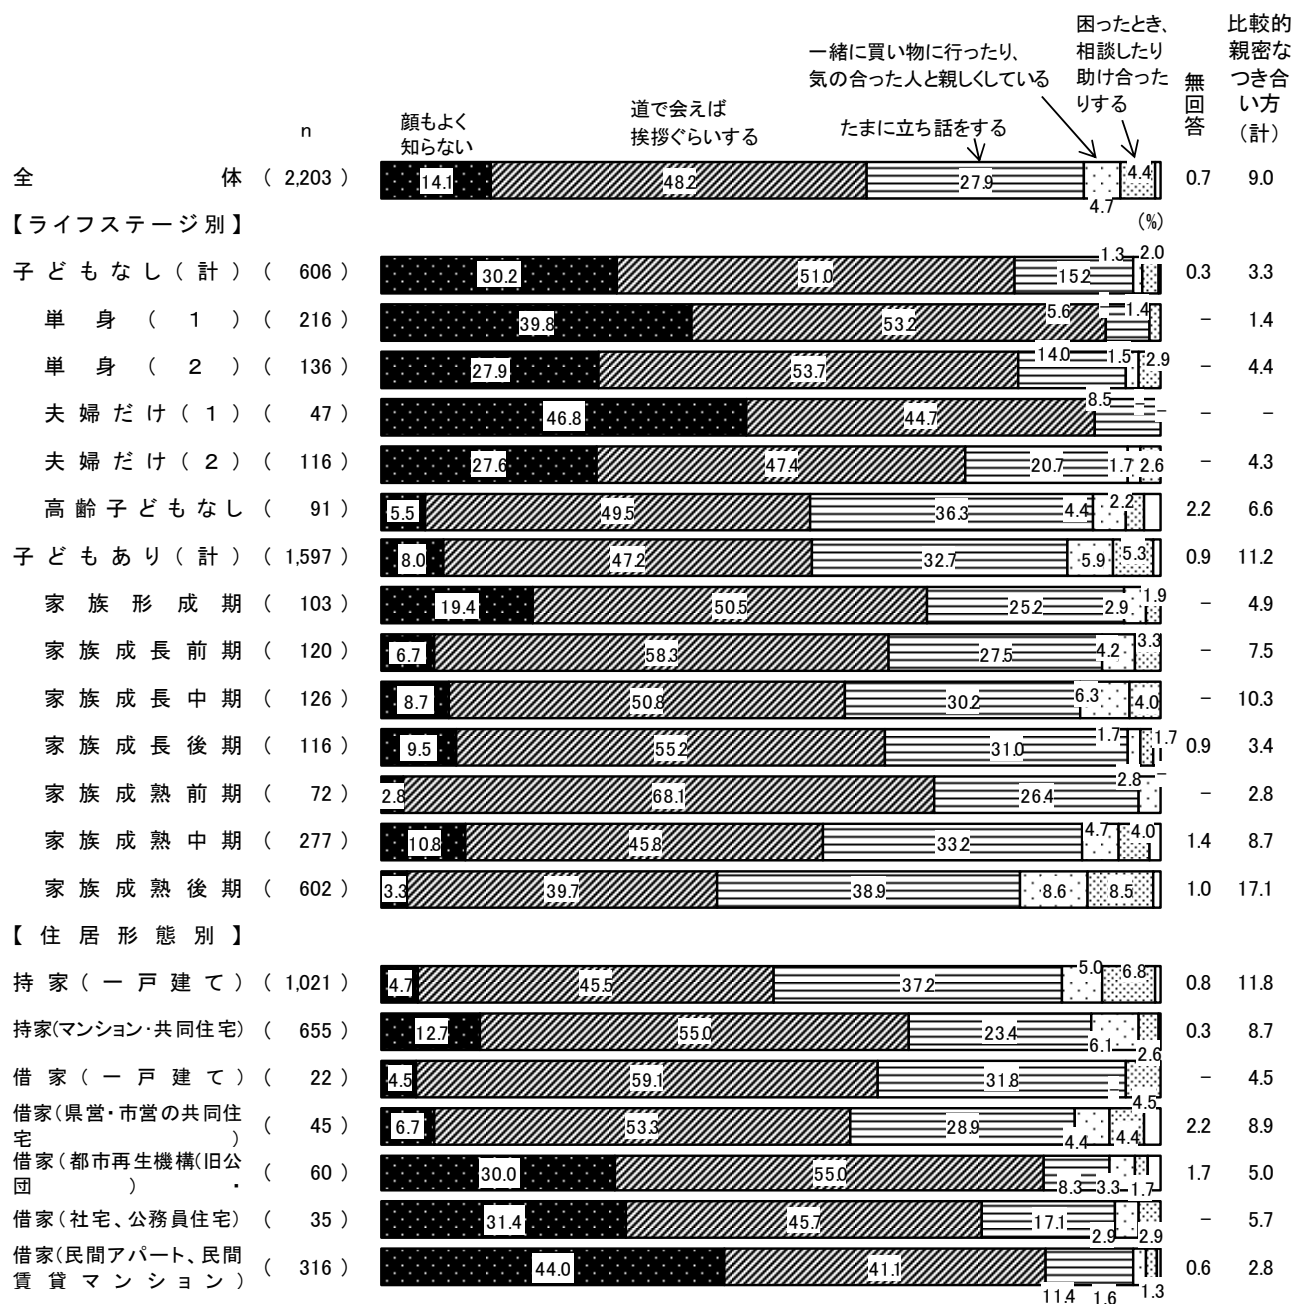 困ったとき、
相談したり
助け合った
りする
比較的
親密な
つき合
い方
(計)
一緒に買い物に行ったり、
気の合った人と親しくしている
無回答
道で会えば
挨拶ぐらいする
たまに立ち話をする
顔もよく
知らない
n
全体 ( 2,203 ) 14.1 48.2 27.9 4.7 4.4 0.7 9.0
(%)
【ライフステージ別】
子どもなし(計) ( 606 ) 30.2 51.0 15.2 1.3 2.0 0.3 3.3
単身(1) ( 216 ) 39.8 53.2 5.6 - 1.4 - 1.4
単身(2) ( 136 ) 27.9 53.7 14.0 1.5 2.9 - 4.4
夫婦だけ(1) ( 47 ) 46.8 44.7 8.5 - - - -
夫婦だけ(2) ( 116 ) 27.6 47.4 20.7 1.7 2.6 - 4.3
高齢子どもなし ( 91 ) 5.5 49.5 36.3 4.4 2.2 2.2 6.6
子どもあり(計) ( 1,597 ) 8.0 47.2 32.7 5.9 5.3 0.9 11.2
家族形成期 ( 103 ) 19.4 50.5 25.2 2.9 1.9 - 4.9
家族成長前期 ( 120 ) 6.7 58.3 27.5 4.2 3.3 - 7.5
家族成長中期 ( 126 ) 8.7 50.8 30.2 6.3 4.0 - 10.3
家族成長後期 ( 116 ) 9.5 55.2 31.0 1.7 1.7 0.9 3.4
家族成熟前期 ( 72 ) 2.8 68.1 26.4 2.8 - - 2.8
家族成熟中期 ( 277 ) 10.8 45.8 33.2 4.7 4.0 1.4 8.7
家族成熟後期 ( 602 ) 3.3 39.7 38.9 8.6 8.5 1.0 17.1
【住居形態別】
持家(一戸建て) ( 1,021 ) 4.7 45.5 37.2 5.0 6.8 0.8 11.8
持家(マンション・共同住宅) ( 655 ) 12.7 55.0 23.4 6.1 2.6 0.3 8.7
借家(一戸建て) ( 22 ) 4.5 59.1 31.8 - 4.5 - 4.5
借家(県営・市営の共同住
宅) ( 45 ) 6.7 53.3 28.9 4.4 4.4 2.2 8.9
借家(都市再生機構(旧公
団)・ ( 60 ) 30.0 55.0 8.3 3.3 1.7 1.7 5.0
借家(社宅、公務員住宅) ( 35 ) 31.4 45.7 17.1 2.9 2.9 - 5.7
借家(民間アパート、民間
賃貸マンション) ( 316 ) 44.0 41.1 11.4 1.6 1.3 0.6 2.8